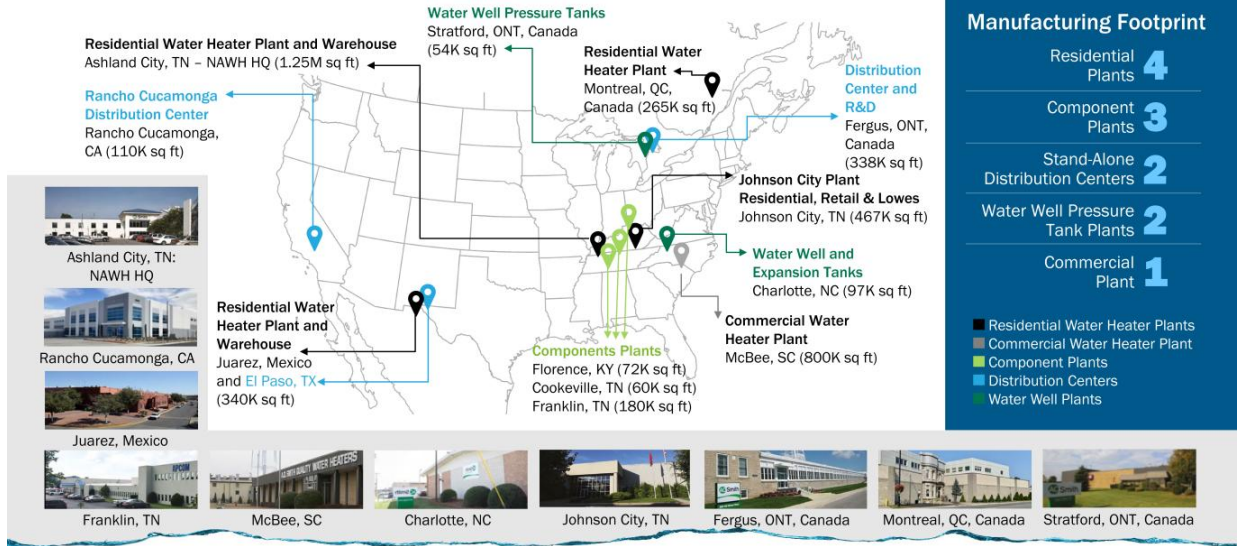 Water Well Pressure Tanks
Stratford, ONT, Canada
(54K sq ft)
Residential Water Heater Plant and Warehouse
Ashland City, TN – NAWH HQ (1.25M sq ft)
Residential Water
Heater Plant
Montreal, QC,
Canada (265K sq ft)
Distribution
Center and
R&D
Fergus, ONT,
Canada
(338K sq ft)
Rancho Cucamonga
Distribution Center
Rancho Cucamonga,
CA (110K sq ft)
Johnson City Plant
Residential, Retail & Lowes
Johnson City, TN (467K sq ft)
Water Well and
Expansion Tanks
Charlotte, NC (97K sq ft)
Commercial Water
Heater Plant
McBee, SC (800K sq ft)
Residential Water
Heater Plant and
Warehouse
Juarez, Mexico
and El Paso, TX
(340K sq ft)
Components Plants
Florence, KY (72K sq ft)
Cookeville, TN (60K sq ft)
Franklin, TN (180K sq ft)
Manufacturing Footprint
Residential
Plants 4
Component
Plants 3
Stand-Alone
Distribution Centers 2
Water Well Pressure
Tank Plants 2
Commercial
Plant 1
Residential Water Heater Plants
Commercial Water Heater Plant
Component Plants
Distribution Centers
Water Well Plants
Ashland City, TN:
NAWH HQ
Rancho Cucamonga, CA
Juarez, Mexico
APCOM
Franklin, TN
QUALITY WATER HEATERS
McBee, SC
Charlotte, NC
Johnson City, TN
Smith
Fergus, ONT, Canada
Montreal, QC, Canada
Smith
Stratford, ONT, Canada